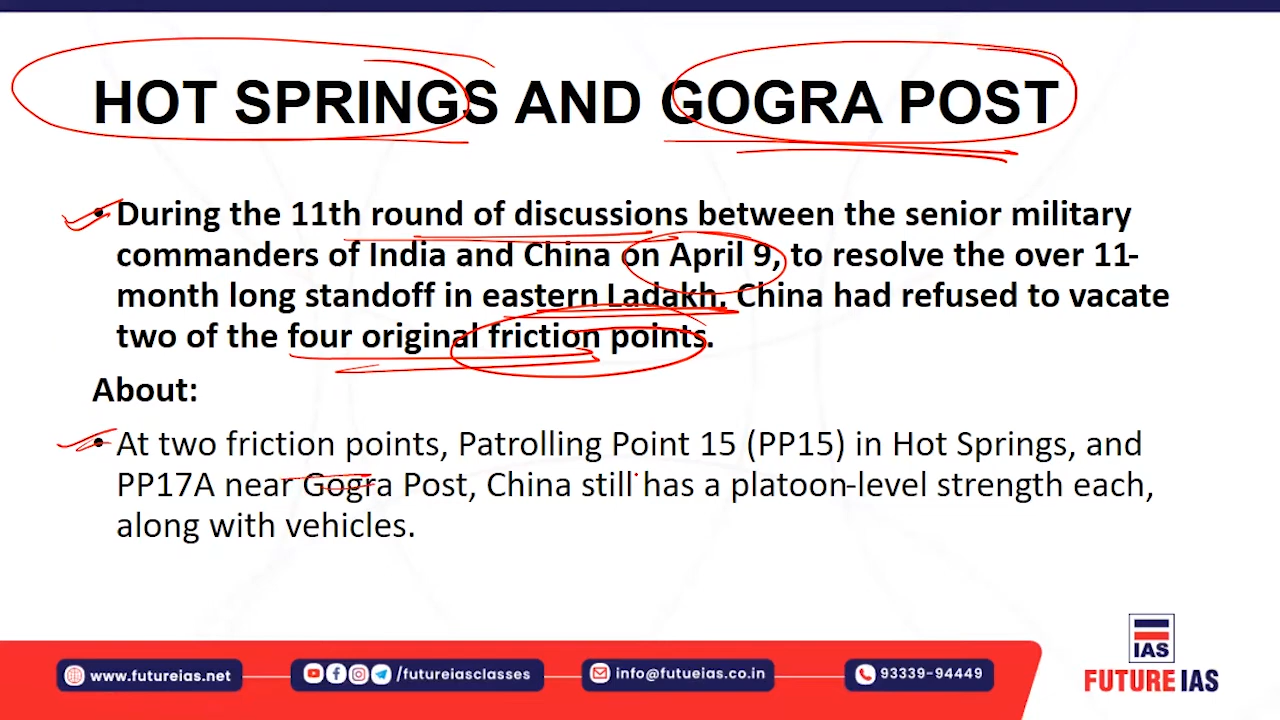 HOT SPRINGS AND GOGRA POST
• During the 11th round of discussions between the senior military
commanders of India and China on April 9, to resolve the over 11-
month long standoff in eastern Ladakh. China had refused to vacate
two of the four original friction points.
About:
• At two friction points, Patrolling Point 15 (PP15) in Hot Springs, and
PP17A near Gogra Post, China still has a platoon-level strength each,
along with vehicles.
IAS
www.futureias.net
/futureiasclasses
info@futueias.co.in
93339-94449
FUTURE IAS